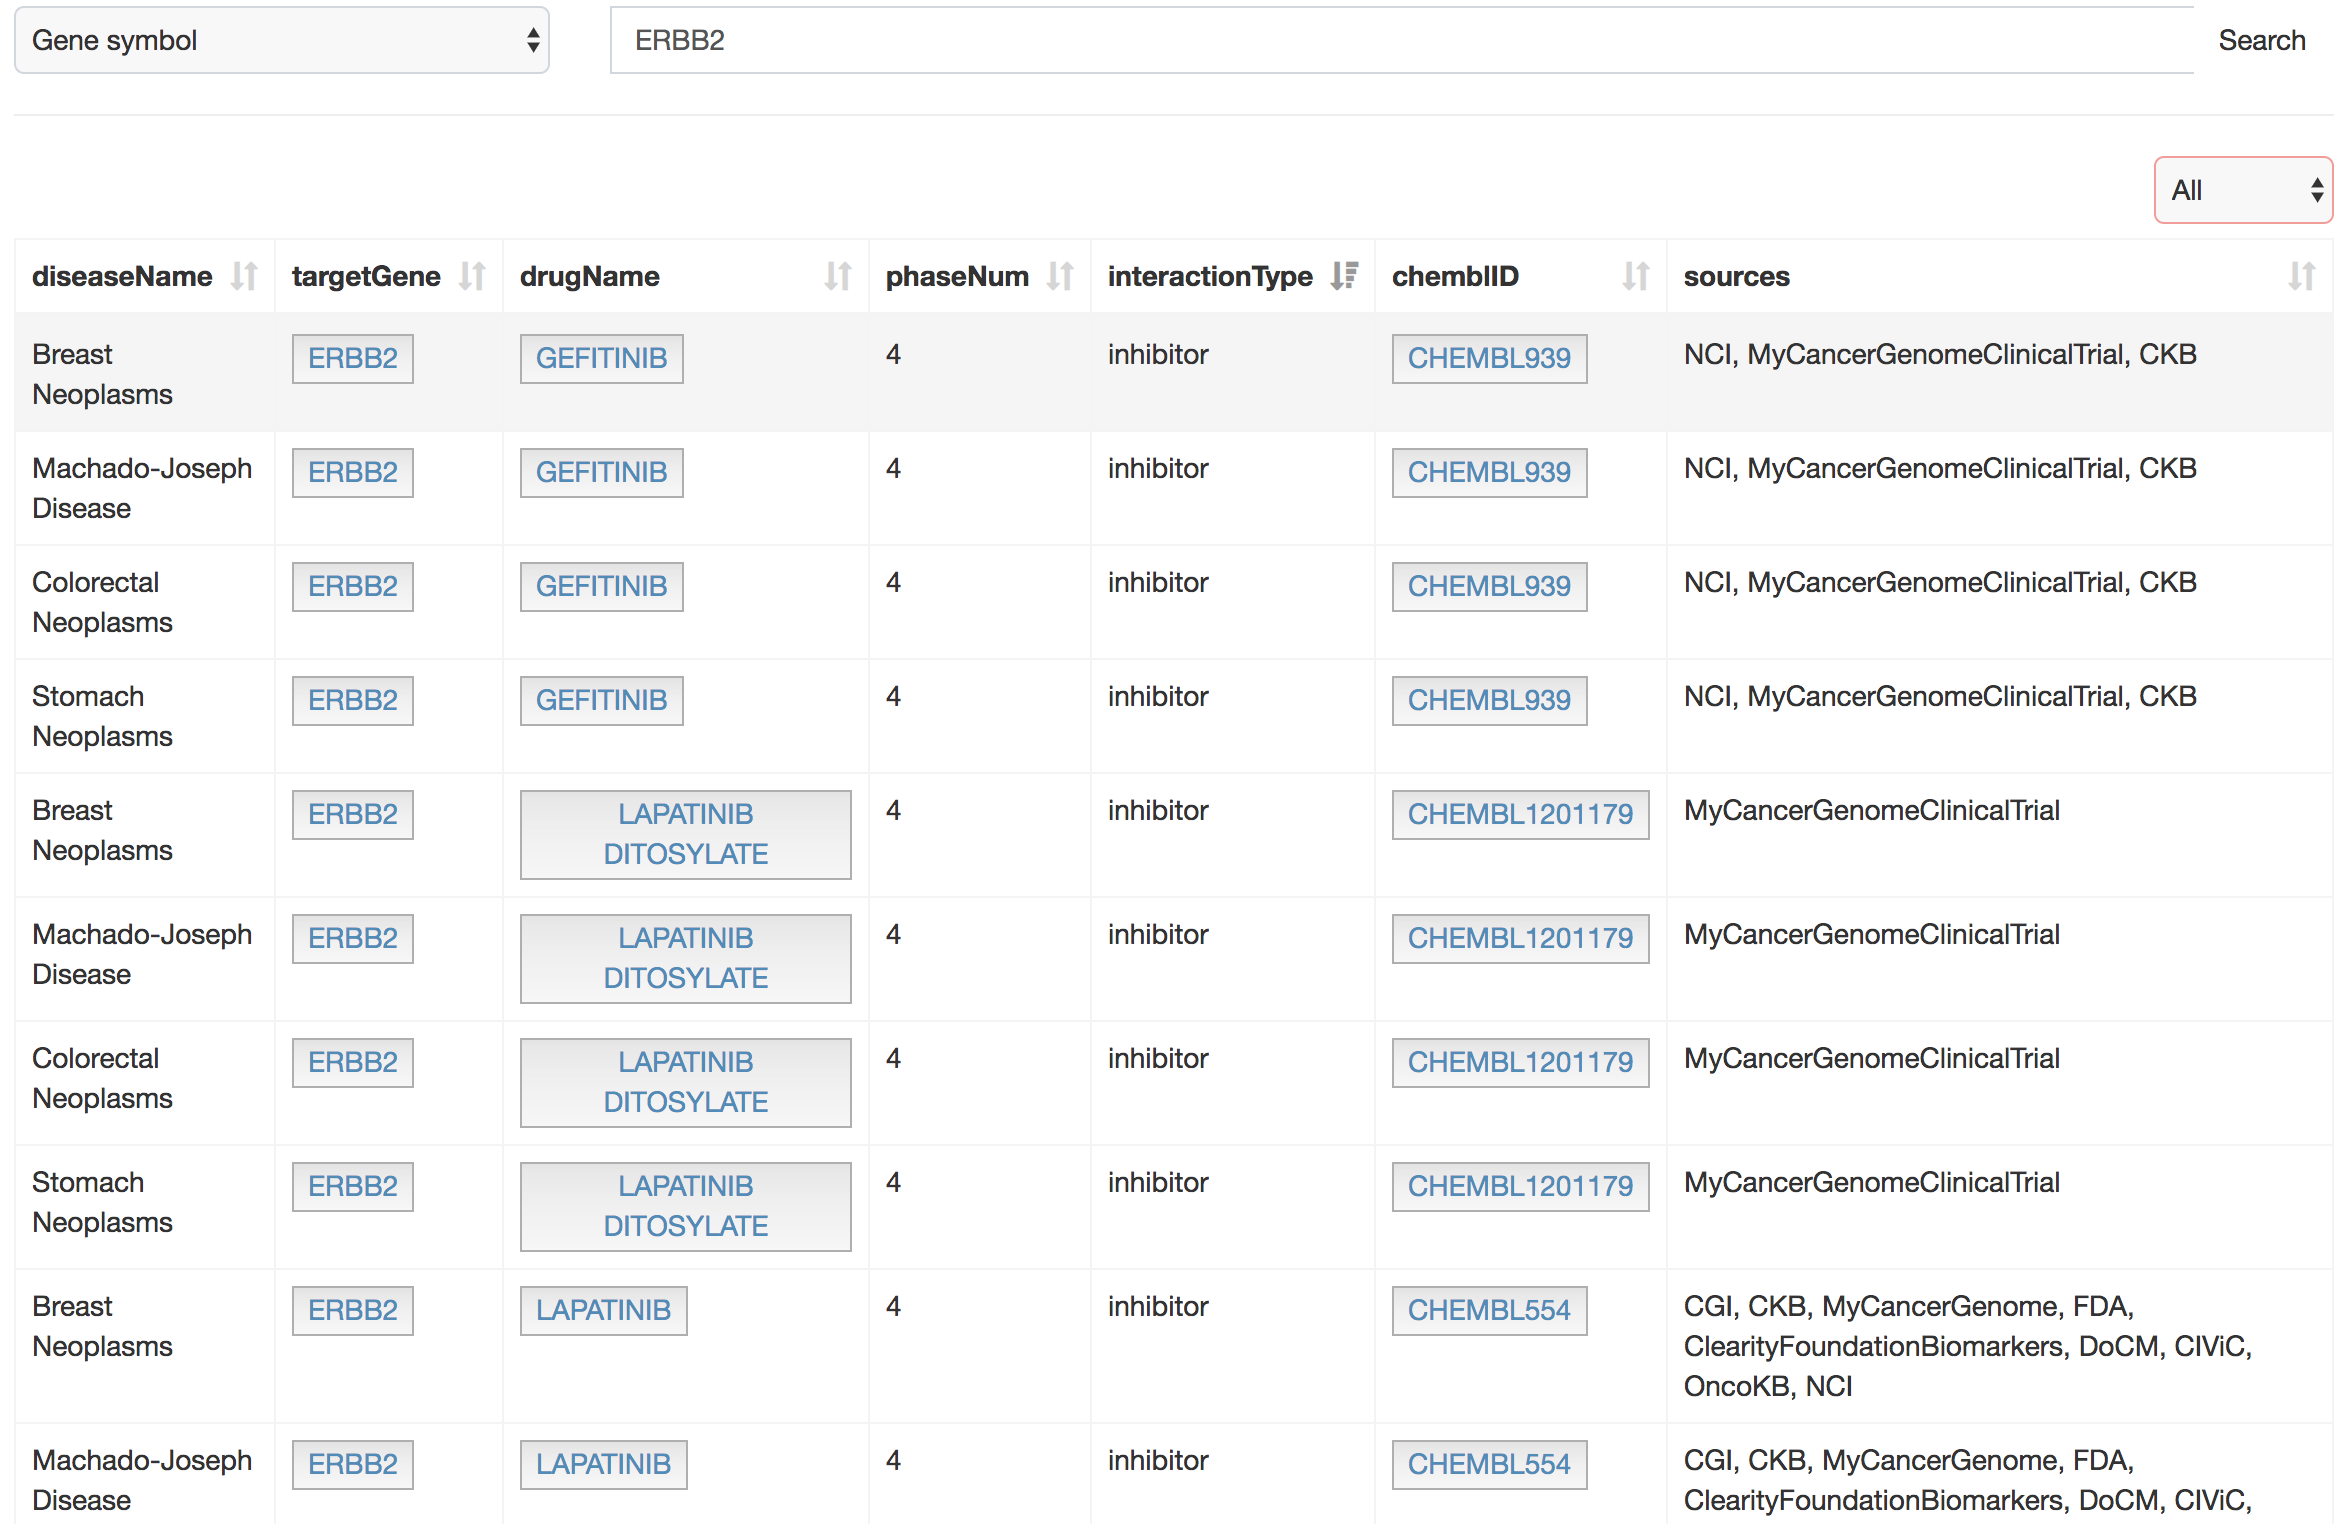 Gene symbol
ERBB2
Search
All
diseaseName targetGene drugName phaseNum interactionType chemblID sources
Breast Neoplasms ERBB2 GEFITINIB 4 inhibitor CHEMBL939 NCI, MyCancerGenomeClinicalTrial, CKB
Machado-Joseph Disease ERBB2 GEFITINIB 4 inhibitor CHEMBL939 NCI, MyCancerGenomeClinicalTrial, CKB
Colorectal Neoplasms ERBB2 GEFITINIB 4 inhibitor CHEMBL939 NCI, MyCancerGenomeClinicalTrial, CKB
Stomach Neoplasms ERBB2 GEFITINIB 4 inhibitor CHEMBL939 NCI, MyCancerGenomeClinicalTrial, CKB
Breast Neoplasms ERBB2 LAPATINIB DITOSYLATE 4 inhibitor CHEMBL1201179 MyCancerGenomeClinicalTrial
Machado-Joseph Disease ERBB2 LAPATINIB DITOSYLATE 4 inhibitor CHEMBL1201179 MyCancerGenomeClinicalTrial
Colorectal Neoplasms ERBB2 LAPATINIB DITOSYLATE 4 inhibitor CHEMBL1201179 MyCancerGenomeClinicalTrial
Stomach Neoplasms ERBB2 LAPATINIB DITOSYLATE 4 inhibitor CHEMBL1201179 MyCancerGenomeClinicalTrial
Breast Neoplasms ERBB2 LAPATINIB 4 inhibitor CHEMBL554 CGI, CKB, MyCancerGenome, FDA, ClearityFoundationBiomarkers, DoCM, CIViC, OncoKB, NCI
Machado-Joseph Disease ERBB2 LAPATINIB 4 inhibitor CHEMBL554 CGI, CKB, MyCancerGenome, FDA, ClearityFoundationBiomarkers, DoCM, CIViC,